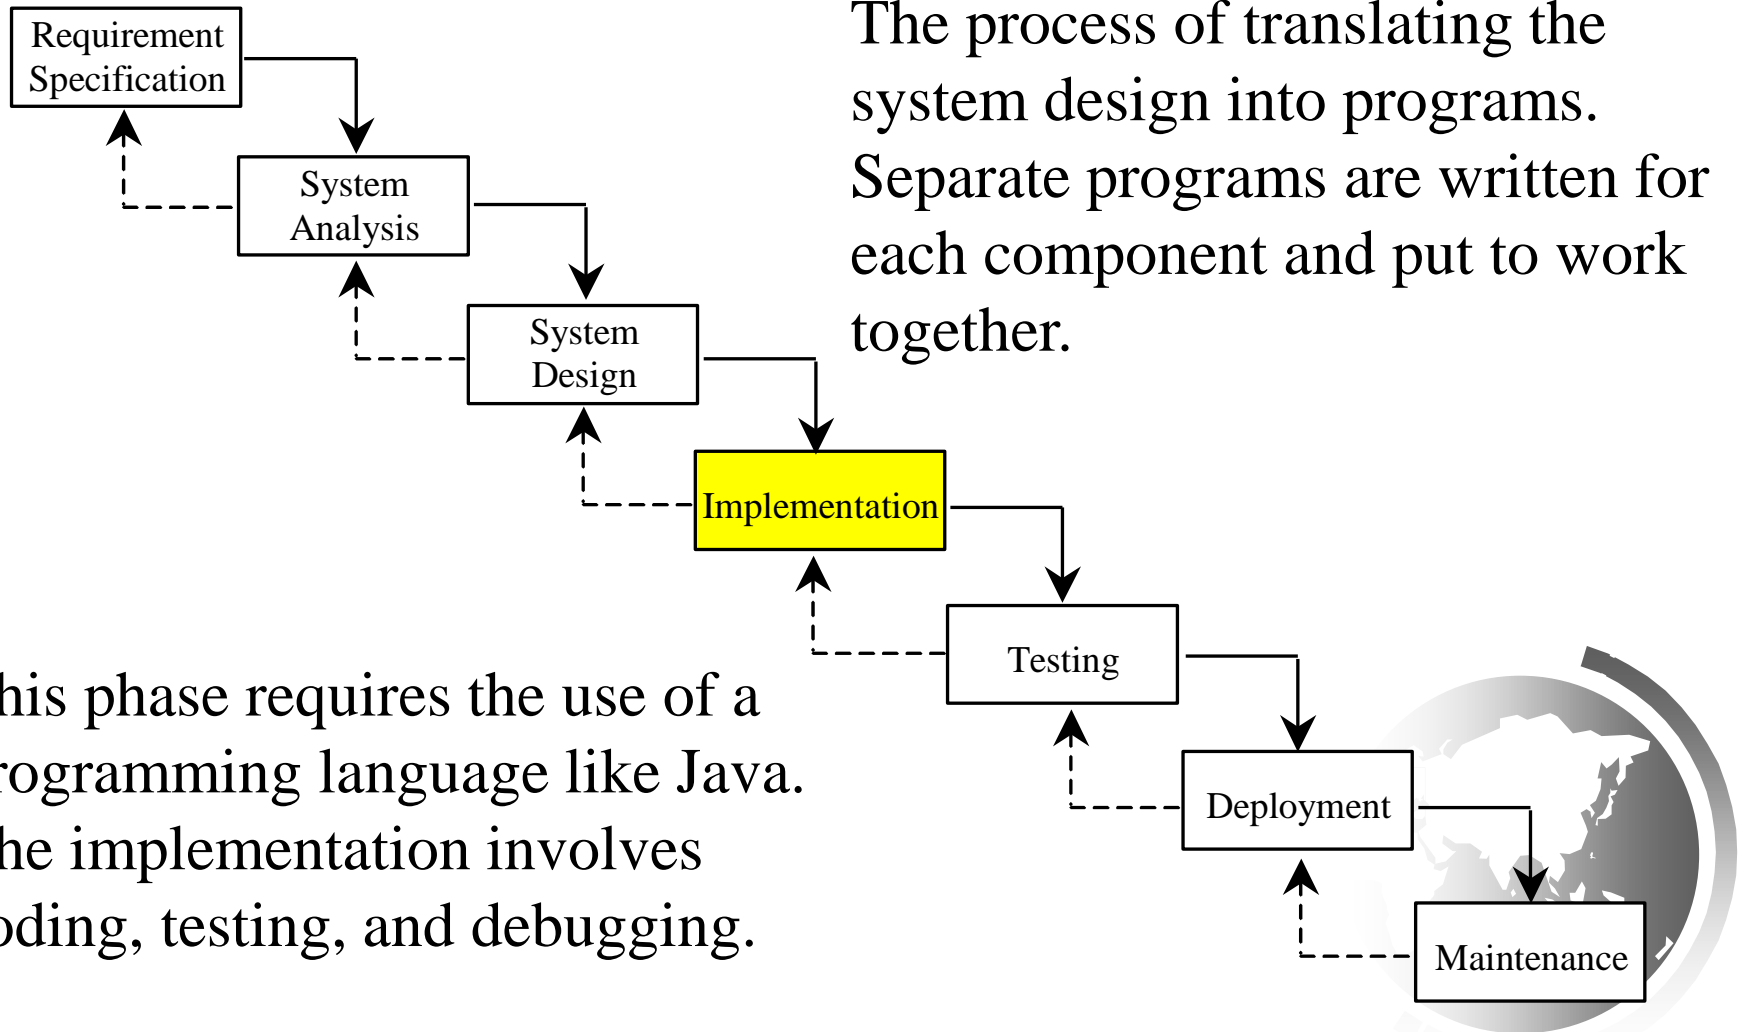 The process of translating the
system design into programs.
Separate programs are written for
each component and put to work
together.
Requirement
Specification
System
Analysis
System
Design
Implementation
Testing
Deployment
Maintenance
his phase requires the use of a
rogramming language like Java.
he implementation involves
oding, testing, and debugging.